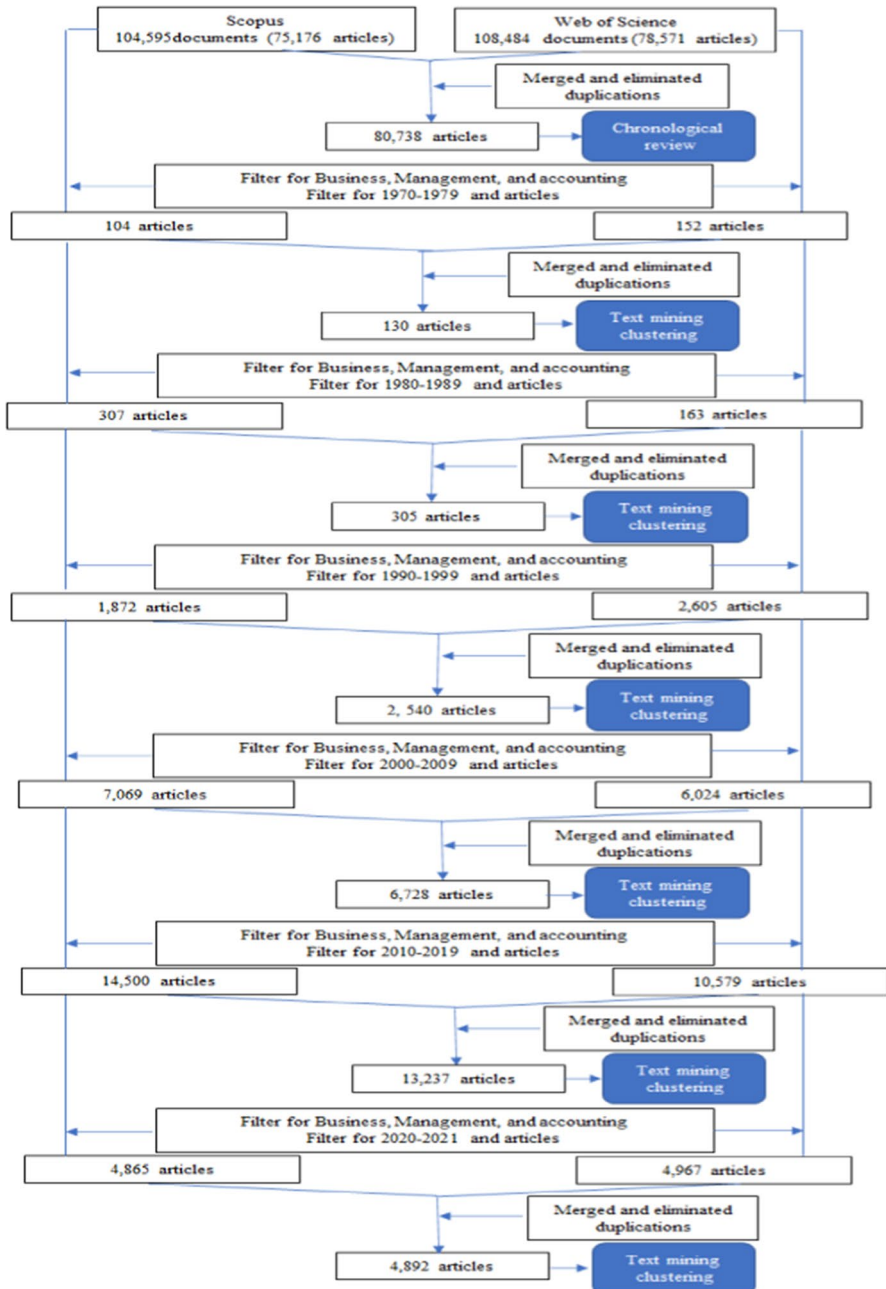 Scopus
104,595documents (75,176 articles)
Web of Science
108,484 documents (78,571 articles)
Merged and eliminated
duplications
80,738 articles
Chronological
review
Filter for Business, Management, and accounting
Filter for 1970-1979 and articles
104 articles
152 articles
Merged and eliminated
duplications
130 articles
Text mining
clustering
Filter for Business, Management, and accounting
Filter for 1980-1989 and articles
307 articles
163 articles
Merged and eliminated
duplications
305 articles
Text mining
clustering
Filter for Business, Management, and accounting
Filter for 1990-1999 and articles
1,872 articles
2,605 articles
Merged and eliminated
duplications
2, 540 articles
Text mining
clustering
Filter for Business, Management, and accounting
Filter for 2000-2009 and articles
7,069 articles
6,024 articles
Merged and eliminated
duplications
6,728 articles
Text mining
clustering
Filter for Business, Management, and accounting
Filter for 2010-2019 and articles
14,500 articles
10,579 articles
Merged and eliminated
duplications
13,237 articles
Text mining
clustering
Filter for Business, Management, and accounting
Filter for 2020-2021 and articles
4,865 articles
4,967 articles
Merged and eliminated
duplications
4,892 articles
Text mining
clustering